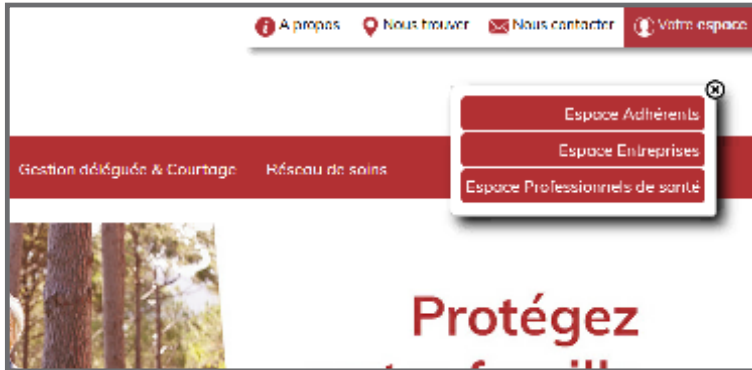 A propos Nous trouver Nous contacter Votre espace
Espace Adhérents
Espace Entreprises
Espace Professionnels de santé
Gestion déléguée & Courtage Réseau de soins
Protégez